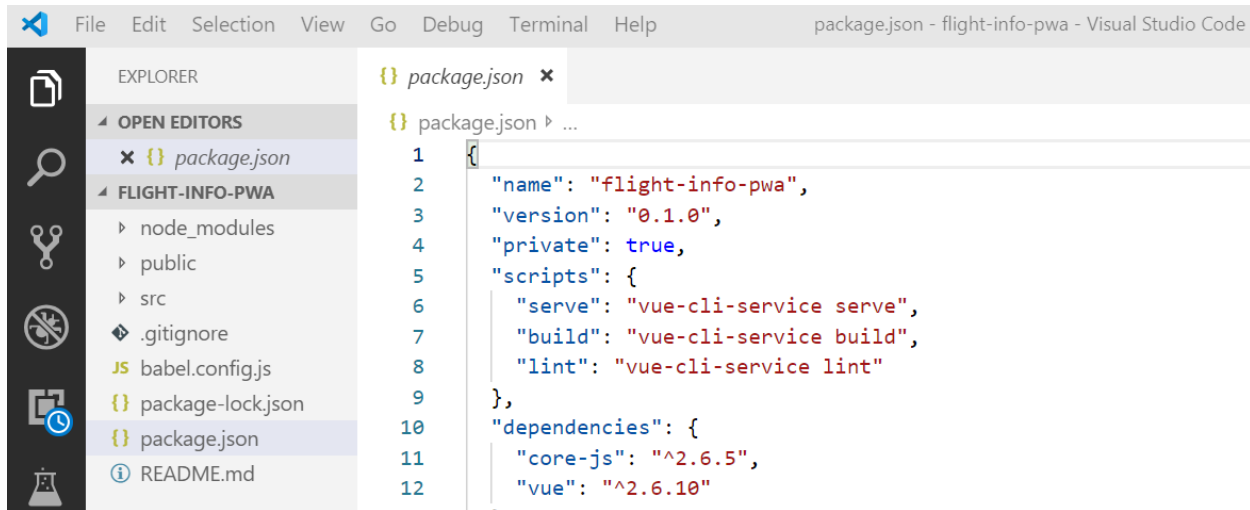 File Edit Selection View Go Debug Terminal Help package.json - flight-info-pwa - Visual Studio Code
EXPLORER
OPEN EDITORS
{} package.json
FLIGHT-INFO-PWA
node_modules
public
src
.gitignore
JS babel.config.js
{} package-lock.json
{} package.json
README.md
{} package.json
{} package.json ...
1 {
2 "name": "flight-info-pwa",
3 "version": "0.1.0",
4 "private": true,
5 "scripts": {
6 "serve": "vue-cli-service serve",
7 "build": "vue-cli-service build",
8 "lint": "vue-cli-service lint"
9 },
10 "dependencies": {
11 "core-js": "^2.6.5",
12 "vue": "^2.6.10"